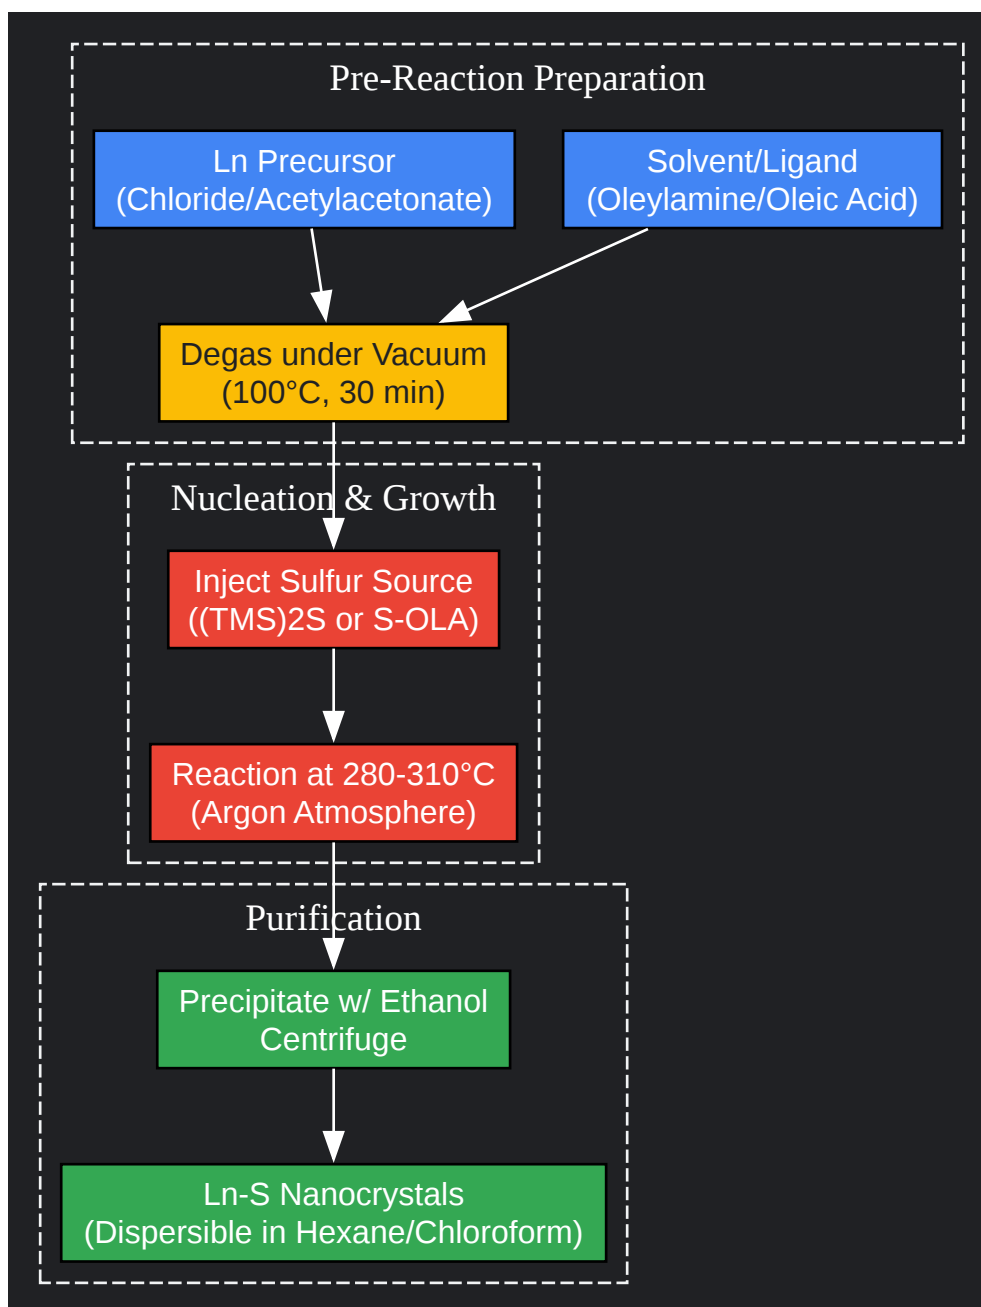 Pre-Reaction Preparation
Ln Precursor
(Chloride/Acetylacetonate)
Solvent/Ligand
(Oleylamine/Oleic Acid)
Degas under Vacuum
(100°C, 30 min)
Nucleation & Growth
Inject Sulfur Source
((TMS)2S or S-OLA)
Reaction at 280-310°C
(Argon Atmosphere)
Purification
Precipitate w/ Ethanol
Centrifuge
Ln-S Nanocrystals
(Dispersible in Hexane/Chloroform)